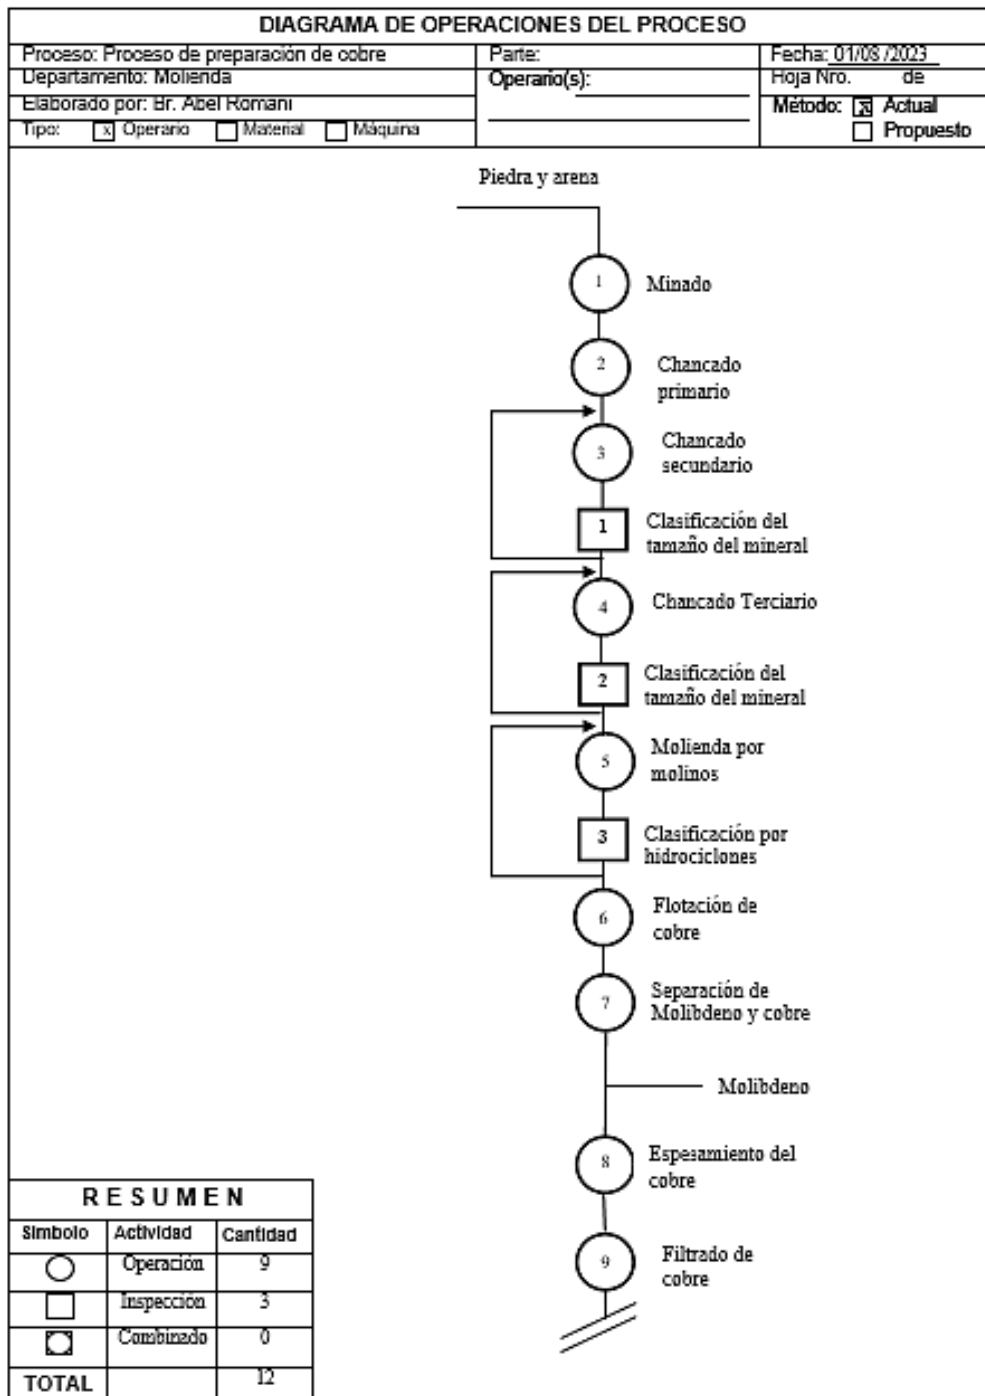 DIAGRAMA DE OPERACIONES DEL PROCESO
Proceso: Proceso de preparación de cobre
Parte:
Fecha: 01/08 /2023
Departamento: Molienda
Operario(s):
Hoja Nro. de
Elaborado por: Br. Abel Romani
Método: x Actual
Tipo: x Operario Material Máquina
Propuesto
Piedra y arena
1 Minado
2 Chancado
primario
3 Chancado
secundario
1 Clasificación del
tamaño del mineral
4 Chancado Terciario
2 Clasificación del
tamaño del mineral
5 Molienda por
molinos
3 Clasificación por
hidrociclones
6 Flotación de
cobre
7 Separación de
Molibdeno y cobre
Molibdeno
8 Espesamiento del
cobre
9 Filtrado de
cobre
RESUMEN
Simbolo Actividad Cantidad
Operación 9
Inspección 3
Combinado 0
TOTAL 12